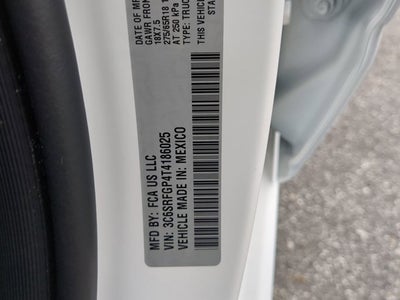 MFD BY: FCA US LLC
VIN: 3C6SRFGP4T4186025
VEHICLE MADE IN: MEXICO
DATE OF MF
GAWR FRON
18X7.5
275/65R18 1
AT 250 kPa
TYPE: TRUC
THIS VEHIC
STA